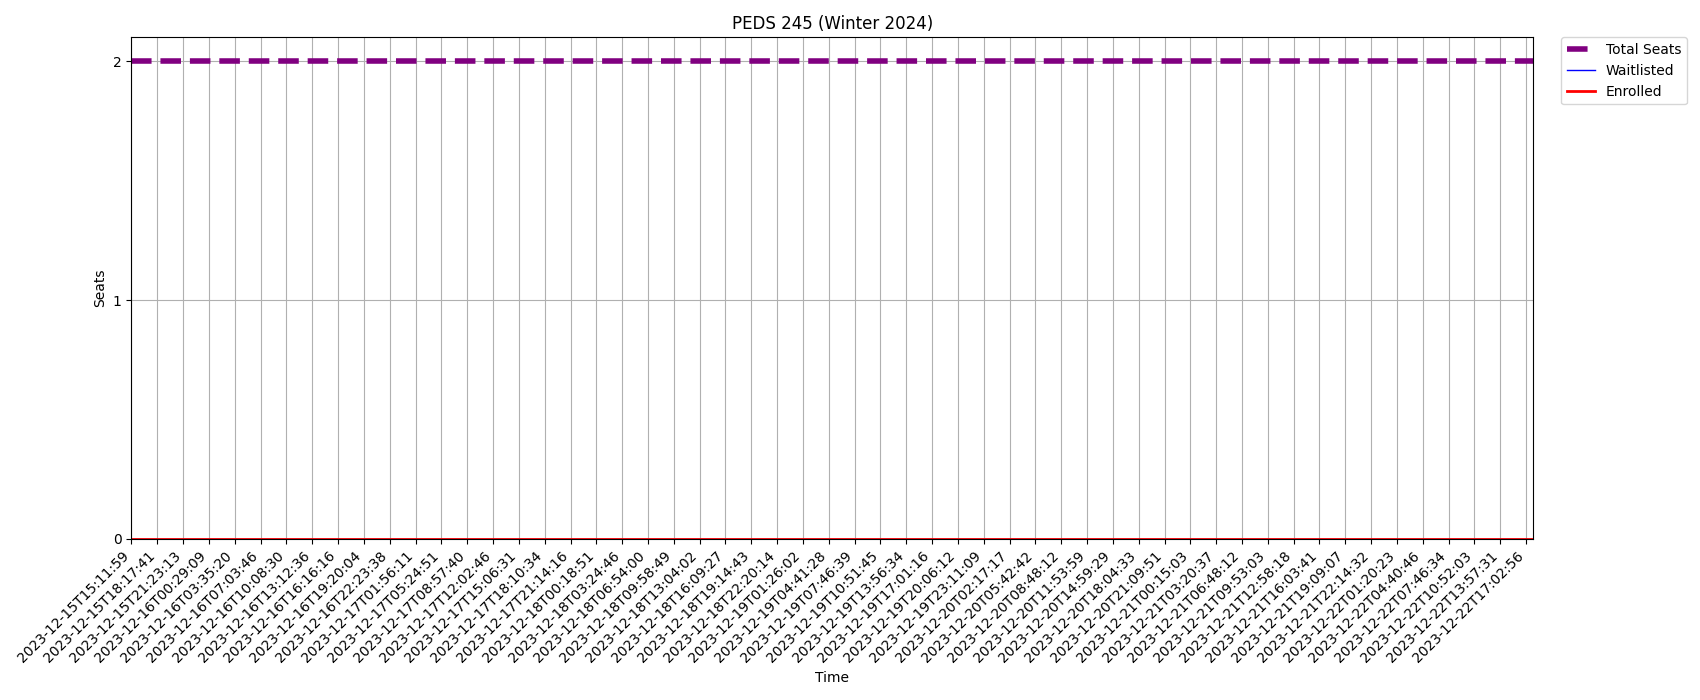 PEDS 245 (Winter 2024)
Total Seats
Waitlisted
Enrolled
Seats
2
1
0
2023-12-15T15:11:59
2023-12-15T18:17:41
2023-12-15T21:23:13
2023-12-16T00:29:09
2023-12-16T03:35:20
2023-12-16T07:03:46
2023-12-16T10:08:30
2023-12-16T13:12:36
2023-12-16T16:16:16
2023-12-16T19:20:04
2023-12-16T22:23:38
2023-12-17T01:56:11
2023-12-17T05:24:51
2023-12-17T08:57:40
2023-12-17T12:02:46
2023-12-17T15:06:31
2023-12-17T18:10:34
2023-12-17T21:14:16
2023-12-18T00:18:51
2023-12-18T03:24:46
2023-12-18T06:54:00
2023-12-18T09:58:49
2023-12-18T13:04:02
2023-12-18T16:09:27
2023-12-18T19:14:43
2023-12-18T22:20:14
2023-12-19T01:26:02
2023-12-19T04:41:28
2023-12-19T07:46:39
2023-12-19T10:51:45
2023-12-19T13:56:34
2023-12-19T17:01:16
2023-12-19T20:06:12
2023-12-19T23:11:09
2023-12-20T02:17:17
2023-12-20T05:42:42
2023-12-20T08:48:12
2023-12-20T11:53:59
2023-12-20T14:59:29
2023-12-20T18:04:33
2023-12-20T21:09:51
2023-12-21T00:15:03
2023-12-21T03:20:37
2023-12-21T06:48:12
2023-12-21T09:53:03
2023-12-21T12:58:18
2023-12-21T16:03:41
2023-12-21T19:09:07
2023-12-21T22:14:32
2023-12-22T01:20:23
2023-12-22T04:40:46
2023-12-22T07:46:34
2023-12-22T10:52:03
2023-12-22T13:57:31
2023-12-22T17:02:56
Time